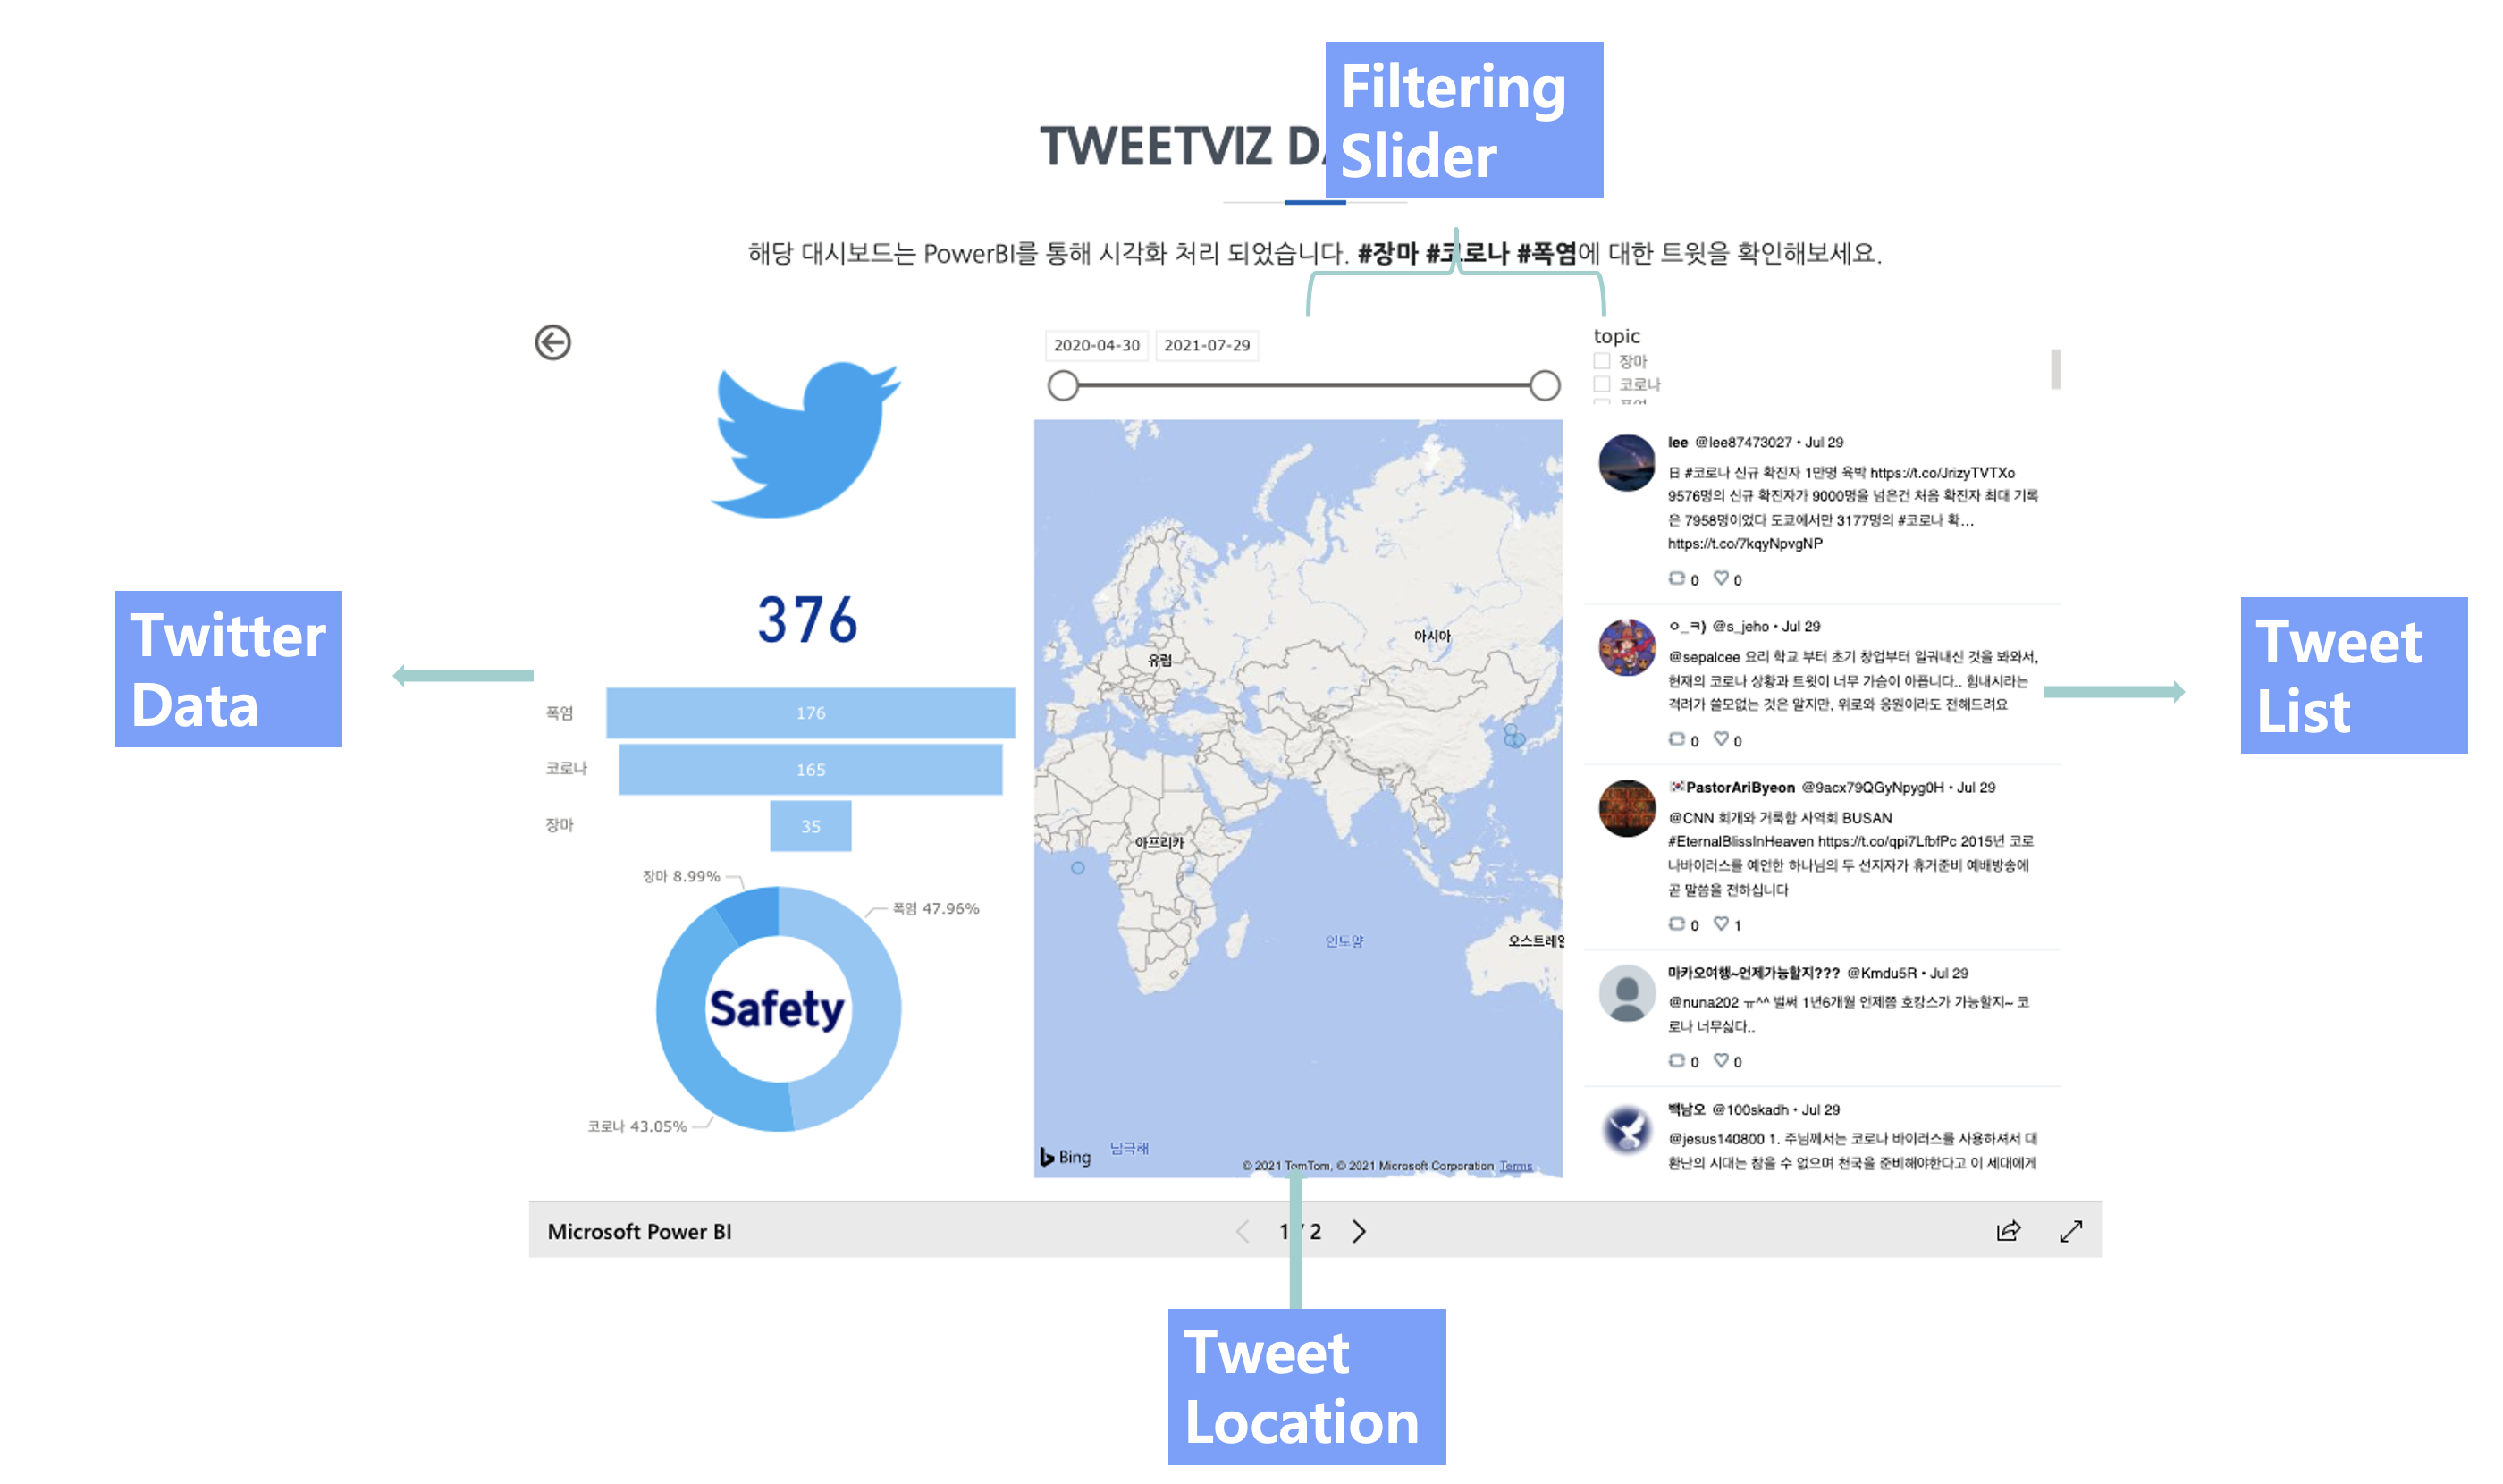 Filtering
Slider
TWEETVIZ
해당 대시보드는 PowerBI를 통해 시각화 처리 되었습니다. #장마 #코로나 #폭염에 대한 트윗을 확인해보세요.
2020-04-30 2021-07-29
topic
장마
코로나
376
Twitter
Data
폭염 176
코로나 165
장마 35
장마 8.99%
폭염 47.96%
Safety
코로나 43.05%
아시아
유럽
아프리카
인도양
오스트레일
남극해
Bing
© 2021 TomTom, © 2021 Microsoft Corporation Terms
lee @lee87473027 • Jul 29
日 #코로나 신규 확진자 1만명 육박 https://t.co/JrizyTVTXo
9576명의 신규 확진자가 9000명을 넘은건 처음 확진자 최대 기록
은 7958명이었다 도쿄에서만 3177명의 #코로나 확...
https://t.co/7kqyNpvgNP
0 0
ㅇ_ㅋ) @s_jeho • Jul 29
@sepalcee 요리 학교 부터 초기 창업부터 일궈내신 것을 봐와서,
현재의 코로나 상황과 트윗이 너무 가슴이 아픕니다.. 힘내시라는
격려가 쓸모없는 것은 알지만, 위로와 응원이라도 전해드려요
0 0
PastorAriByeon @9acx79QGyNpyg0H • Jul 29
@CNN 회개와 거룩함 사역회 BUSAN
#EternalBlissInHeaven https://t.co/qpi7LfbfPc 2015년 코로
나바이러스를 예언한 하나님의 두 선지자가 휴거준비 예배방송에
곧 말씀을 전하십니다
0 1
마카오여행~언제가능할지??? @Kmdu5R • Jul 29
@nuna202 ㅠ^^ 벌써 1년6개월 언제쯤 호캉스가 가능할지~ 코
로나 너무싫다..
0 0
백남오 @100skadh • Jul 29
@jesus140800 1. 주님께서는 코로나 바이러스를 사용하셔서 대
환난의 시대는 참을 수 없으며 천국을 준비해야한다고 이 세대에게
Tweet
List
Microsoft Power BI
1 / 2
Tweet
Location